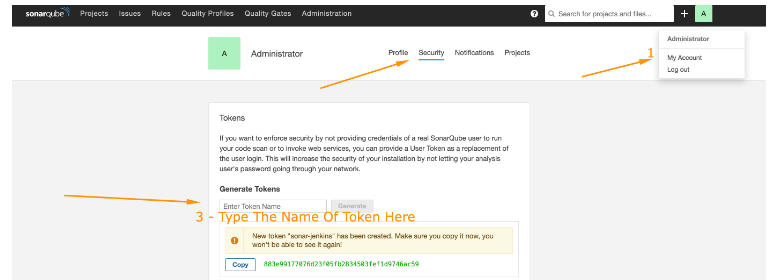 sonarqube Projects Issues Rules Quality Profiles Quality Gates Administration ? Search for projects and files... + A
A Administrator Profile Security Notifications Projects
Administrator
1
My Account
Log out
Tokens
If you want to enforce security by not providing credentials of a real SonarQube user to run
your code scan or to invoke web services, you can provide a User Token as a replacement of
the user login. This will increase the security of your installation by not letting your analysis
user's password going through your network.
Generate Tokens
Enter Token Name Generate
3 - Type The Name Of Token Here
New token "sonar-jenkins" has been created. Make sure you copy it now, you
won't be able to see it again!
Copy 883e99177076d23f05fb2834503fef1d9746ac59